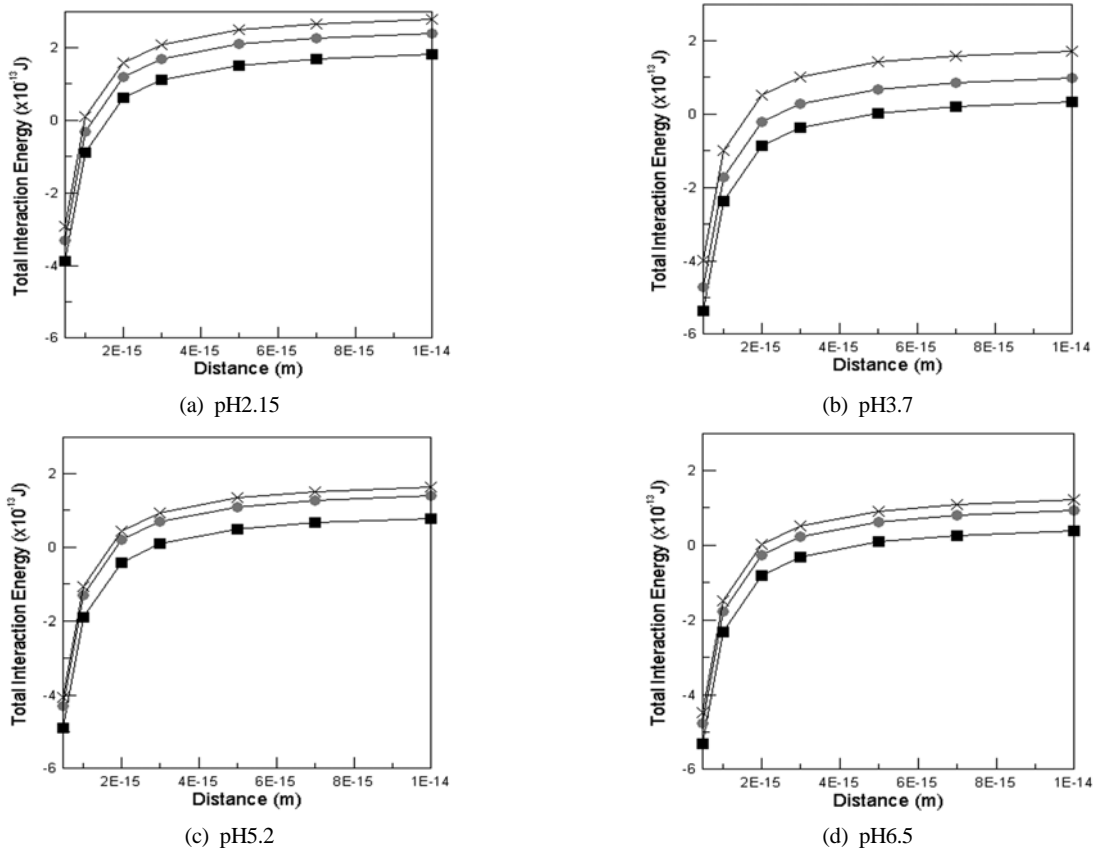 Total Interaction Energy (x10⁻¹³J)
2
0
-2
-4
-6
2E-15 4E-15 6E-15 8E-15 1E-14
Distance (m)
(a) pH2.15
Total Interaction Energy (x10⁻¹³J)
2
0
-2
-4
-6
2E-15 4E-15 6E-15 8E-15 1E-14
Distance (m)
(b) pH3.7
Total Interaction Energy (x10⁻¹³J)
2
0
-2
-4
-6
2E-15 4E-15 6E-15 8E-15 1E-14
Distance (m)
(c) pH5.2
Total Interaction Energy (x10⁻¹³J)
2
0
-2
-4
-6
2E-15 4E-15 6E-15 8E-15 1E-14
Distance (m)
(d) pH6.5